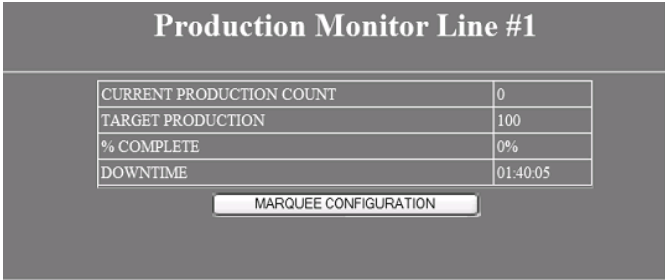 Production Monitor Line #1
CURRENT PRODUCTION COUNT 0
TARGET PRODUCTION 100
% COMPLETE 0%
DOWNTIME 01:40:05
MARQUEE CONFIGURATION